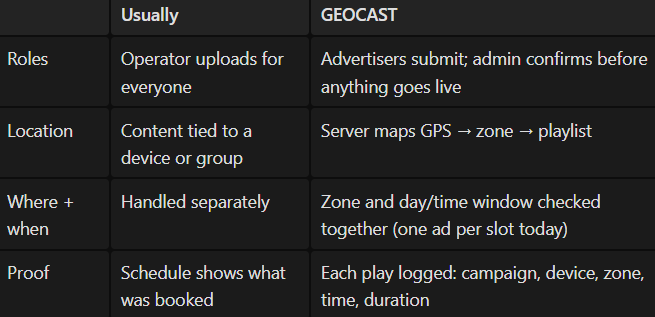 Usually GEOCAST
Roles Operator uploads for Advertisers submit; admin confirms before
everyone anything goes live
Location Content tied to a Server maps GPS → zone → playlist
device or group
Where + Handled separately Zone and day/time window checked
when together (one ad per slot today)
Proof Schedule shows what Each play logged: campaign, device, zone,
was booked time, duration